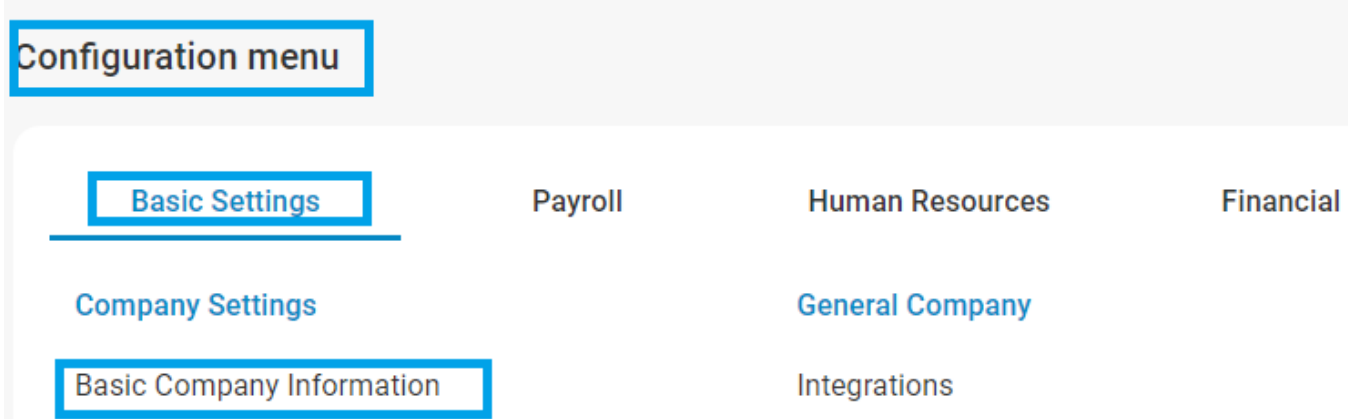 Configuration menu
Basic Settings Payroll Human Resources Financial
Company Settings General Company
Basic Company Information Integrations